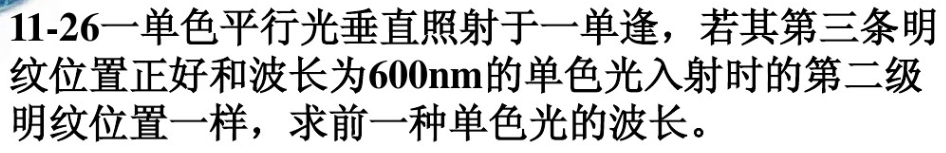 11-26一单色平行光垂直照射于一单逢，若其第三条明
纹位置正好和波长为600nm的单色光入射时的第二级
明纹位置一样，求前一种单色光的波长。